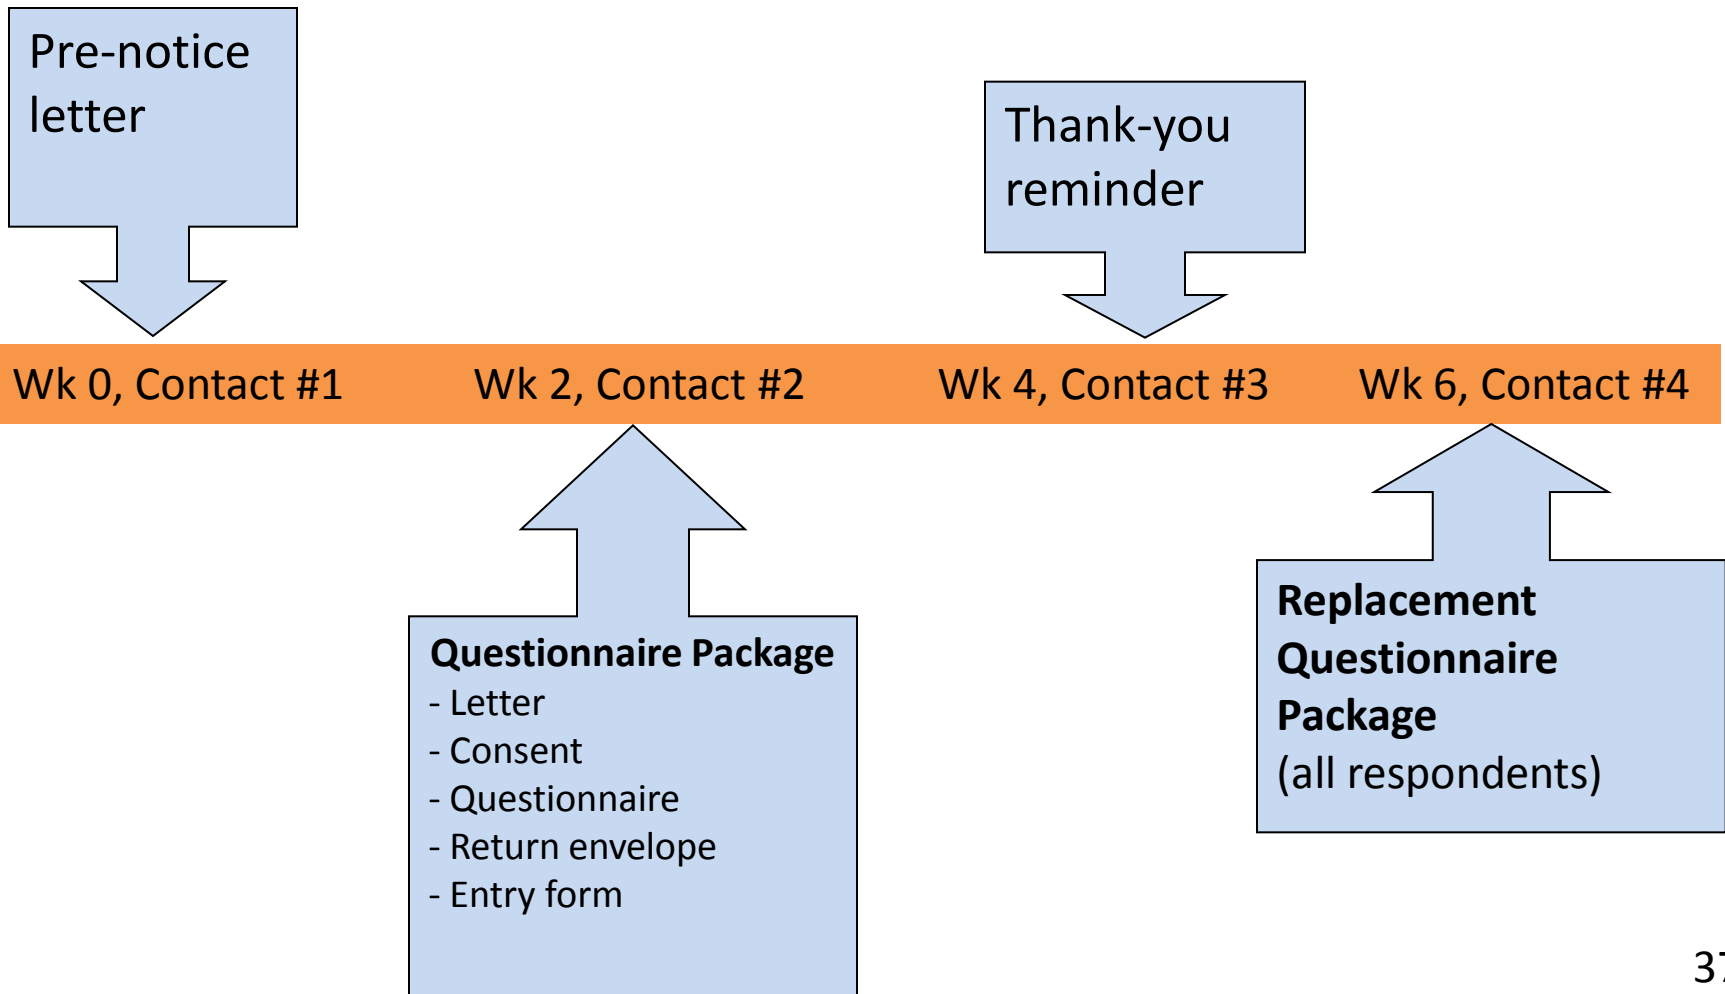 Pre-notice
letter
Thank-you
reminder
Wk 0, Contact #1
Wk 2, Contact #2
Wk 4, Contact #3
Wk 6, Contact #4
Questionnaire Package
- Letter
- Consent
- Questionnaire
- Return envelope
- Entry form
Replacement
Questionnaire
Package
(all respondents)
37